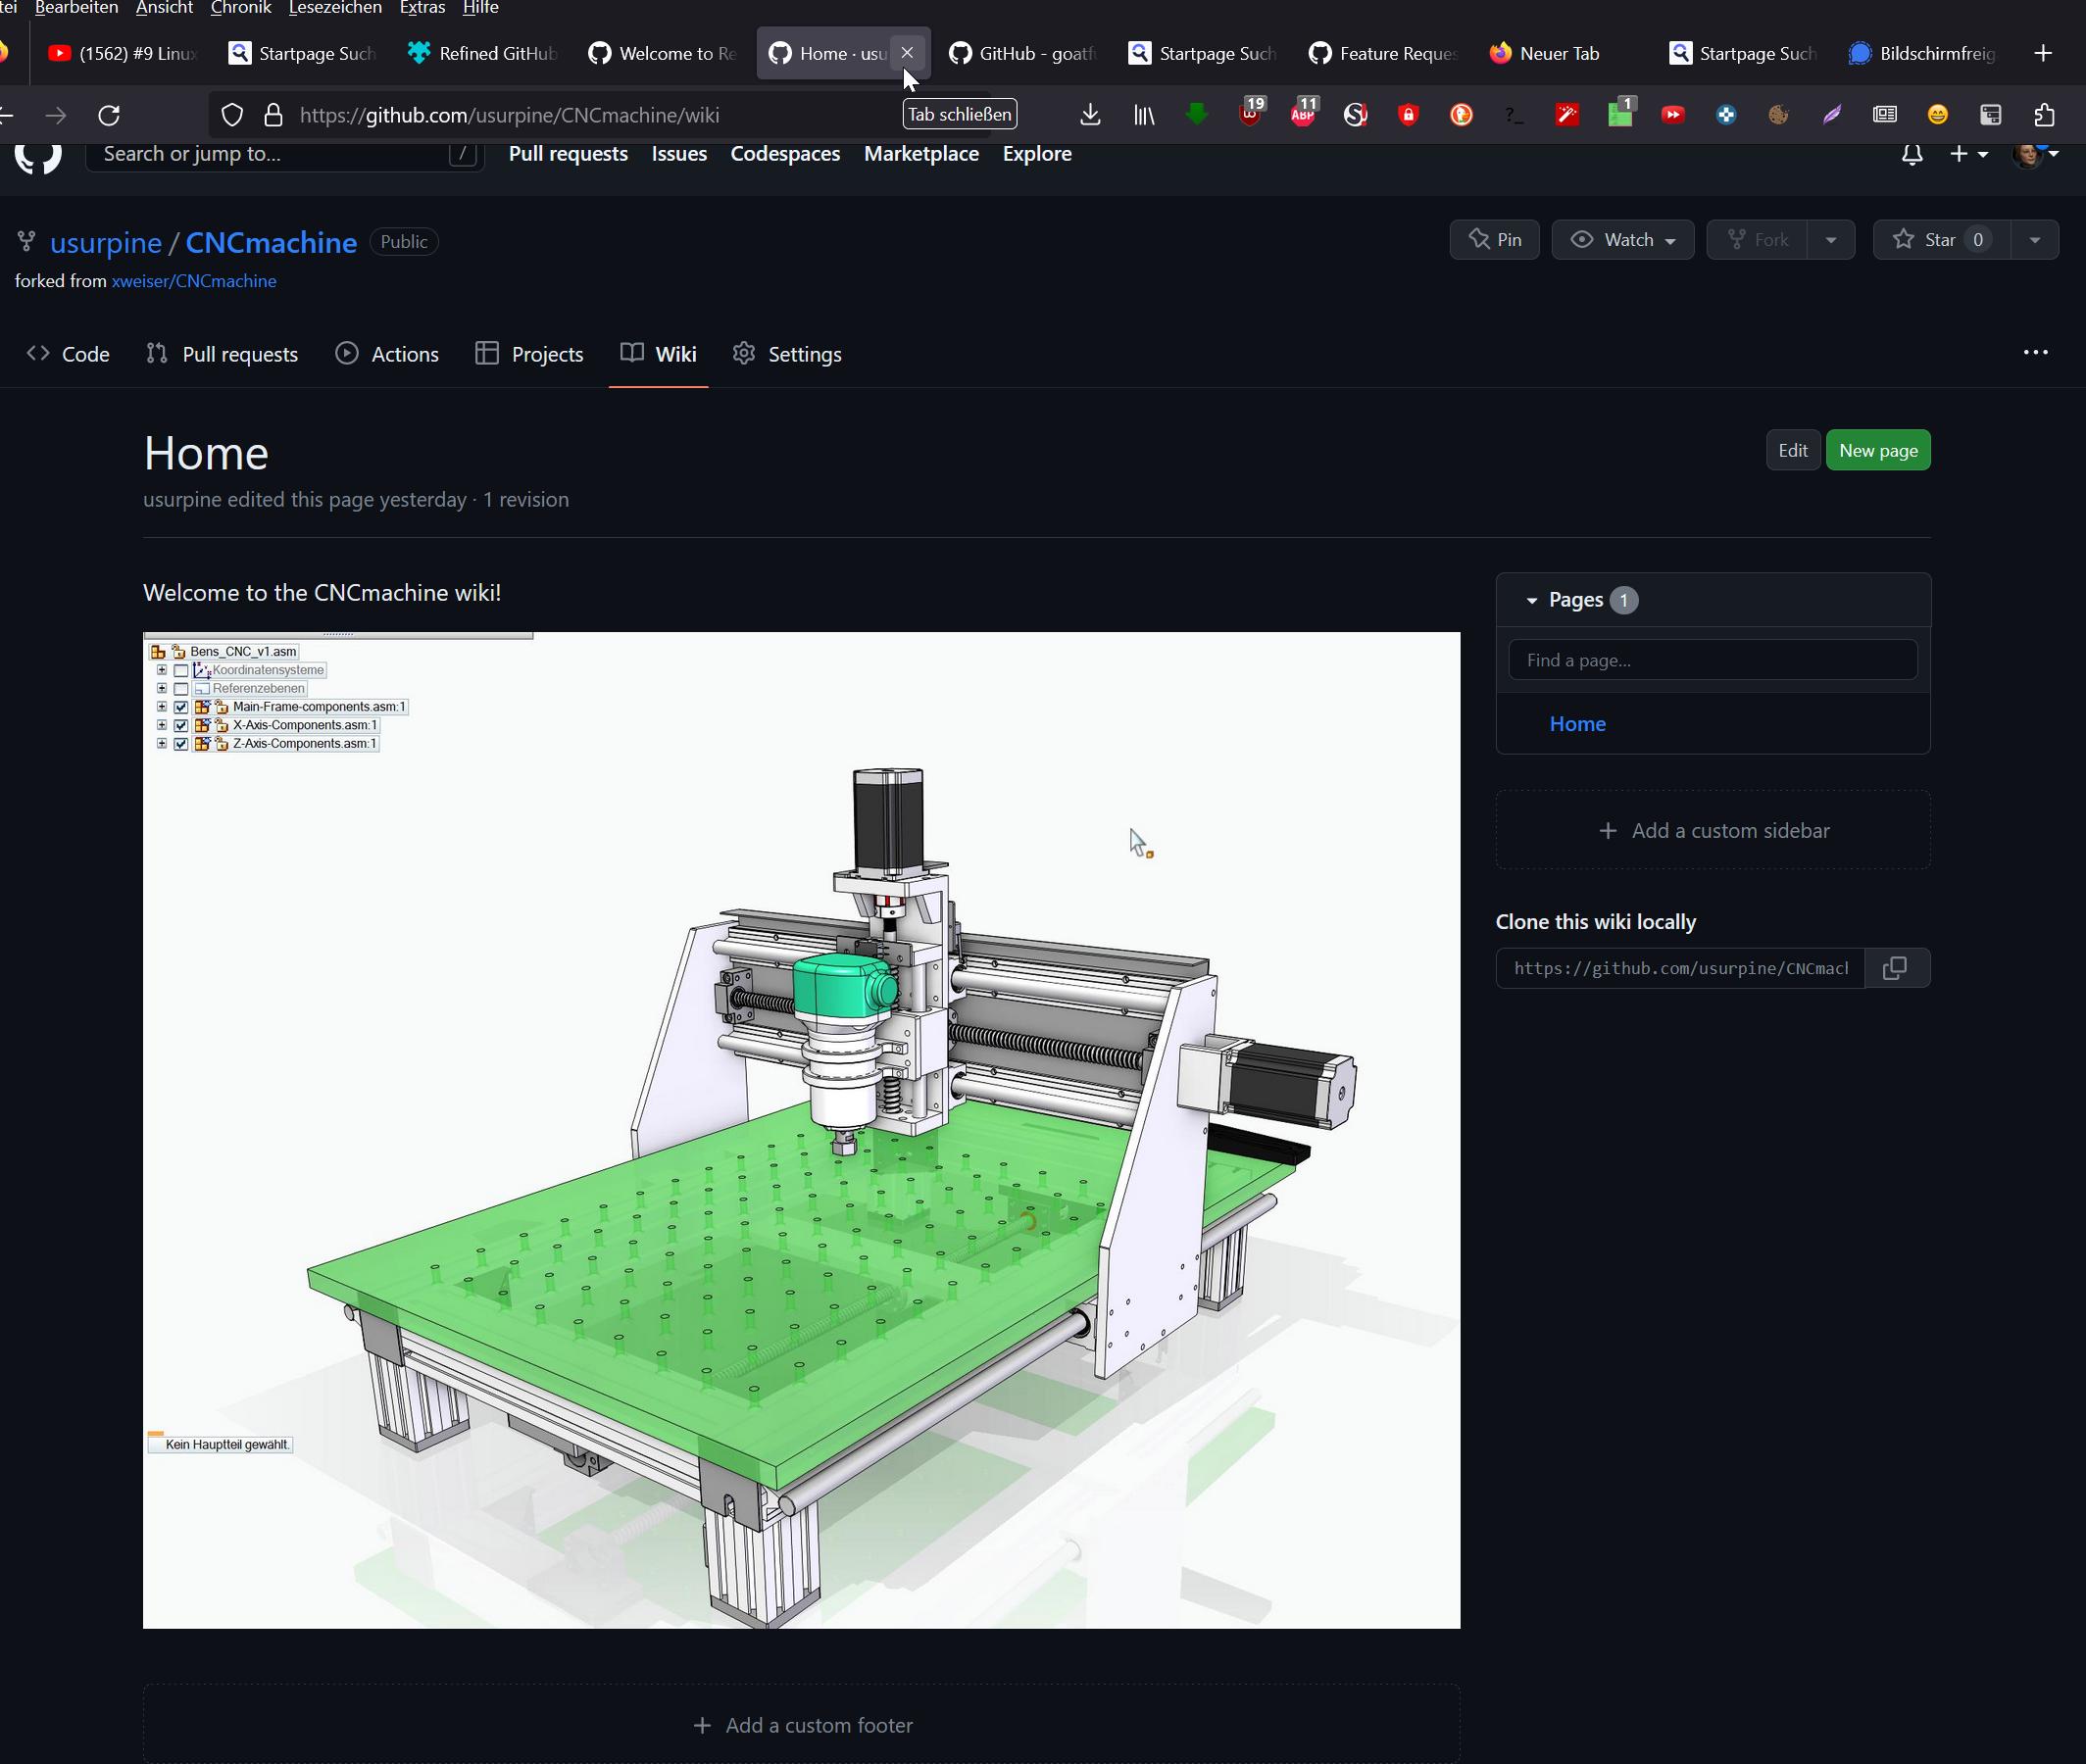 tei Bearbeiten Ansicht Chronik Lesezeichen Extras Hilfe
(1562) #9 Linux Startpage Such Refined GitHub Welcome to Re Home · usu GitHub - goatf Startpage Such Feature Reques Neuer Tab Startpage Such Bildschirmfreig
https://github.com/usurpine/CNCmachine/wiki
Tab schließen
19 11 ABP 1
Search or jump to... / Pull requests Issues Codespaces Marketplace Explore
usurpine / CNCmachine Public
Pin Watch Fork Star 0
forked from xweiser/CNCmachine
Code Pull requests Actions Projects Wiki Settings
Home
Edit New page
usurpine edited this page yesterday · 1 revision
Welcome to the CNCmachine wiki!
Bens_CNC_v1.asm
Koordinatensysteme
Referenzebenen
Main-Frame-components.asm:1
X-Axis-Components.asm:1
Z-Axis-Components.asm:1
Kein Hauptteil gewählt.
Pages 1
Find a page...
Home
Add a custom sidebar
Clone this wiki locally
https://github.com/usurpine/CNCmacl
Add a custom footer